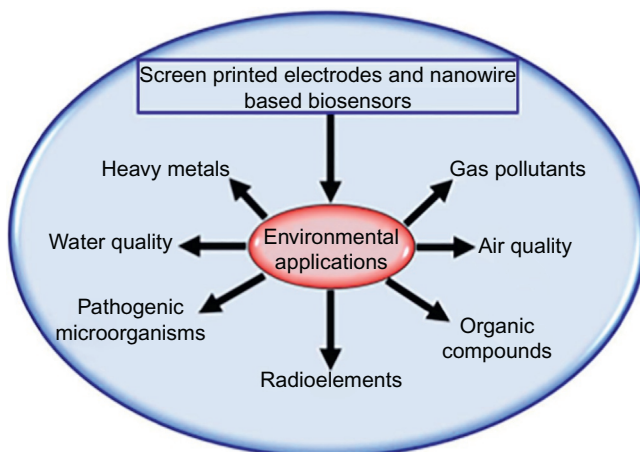 Screen printed electrodes and nanowire
based biosensors
Heavy metals
Gas pollutants
Water quality
Environmental
applications
Air quality
Pathogenic
microorganisms
Organic
compounds
Radioelements